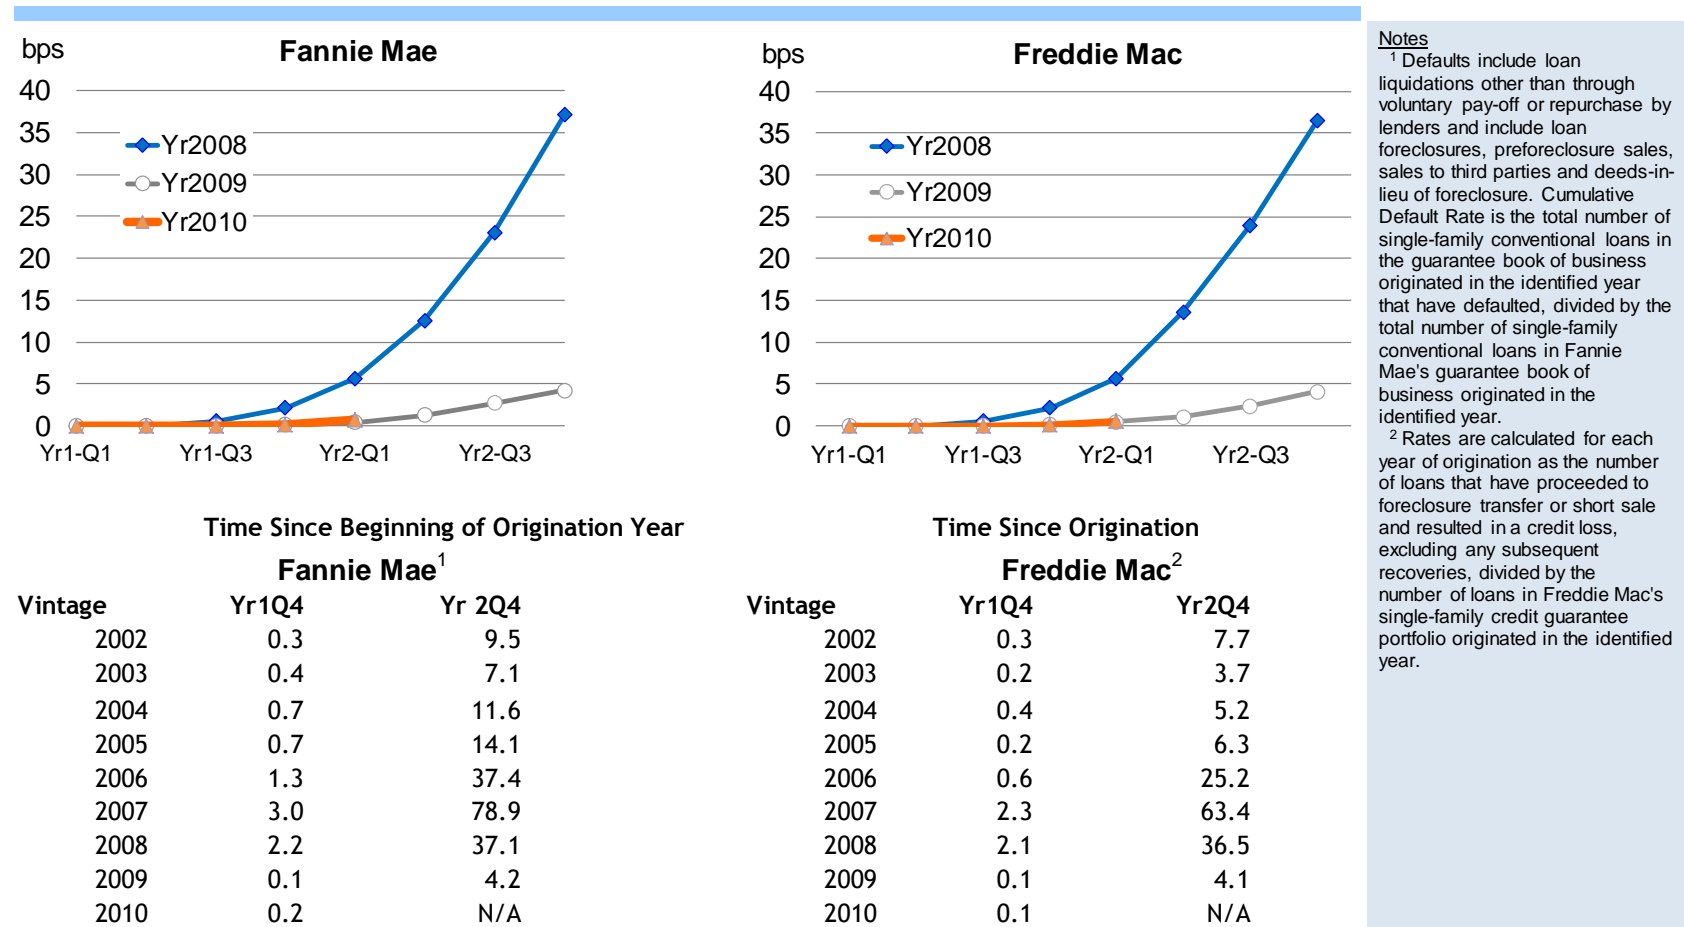 bps
Fannie Mae
40
35
30
25
20
15
10
5
0
Yr2008
Yr2009
Yr2010
Yr1-Q1 Yr1-Q3 Yr2-Q1 Yr2-Q3
bps
Freddie Mac
40
35
30
25
20
15
10
5
0
Yr2008
Yr2009
Yr2010
Yr1-Q1 Yr1-Q3 Yr2-Q1 Yr2-Q3
Time Since Beginning of Origination Year
Fannie Mae1
Vintage Yr1Q4 Yr 2Q4
2002 0.3 9.5
2003 0.4 7.1
2004 0.7 11.6
2005 0.7 14.1
2006 1.3 37.4
2007 3.0 78.9
2008 2.2 37.1
2009 0.1 4.2
2010 0.2 N/A
Time Since Origination
Freddie Mac2
Vintage Yr1Q4 Yr2Q4
2002 0.3 7.7
2003 0.2 3.7
2004 0.4 5.2
2005 0.2 6.3
2006 0.6 25.2
2007 2.3 63.4
2008 2.1 36.5
2009 0.1 4.1
2010 0.1 N/A
Notes
1 Defaults include loan
liquidations other than through
voluntary pay-off or repurchase by
lenders and include loan
foreclosures, preforeclosure sales,
sales to third parties and deeds-in-
lieu of foreclosure. Cumulative
Default Rate is the total number of
single-family conventional loans in
the guarantee book of business
originated in the identified year
that have defaulted, divided by the
total number of single-family
conventional loans in Fannie
Mae's guarantee book of
business originated in the
identified year.
2 Rates are calculated for each
year of origination as the number
of loans that have proceeded to
foreclosure transfer or short sale
and resulted in a credit loss,
excluding any subsequent
recoveries, divided by the
number of loans in Freddie Mac's
single-family credit guarantee
portfolio originated in the identified
year.